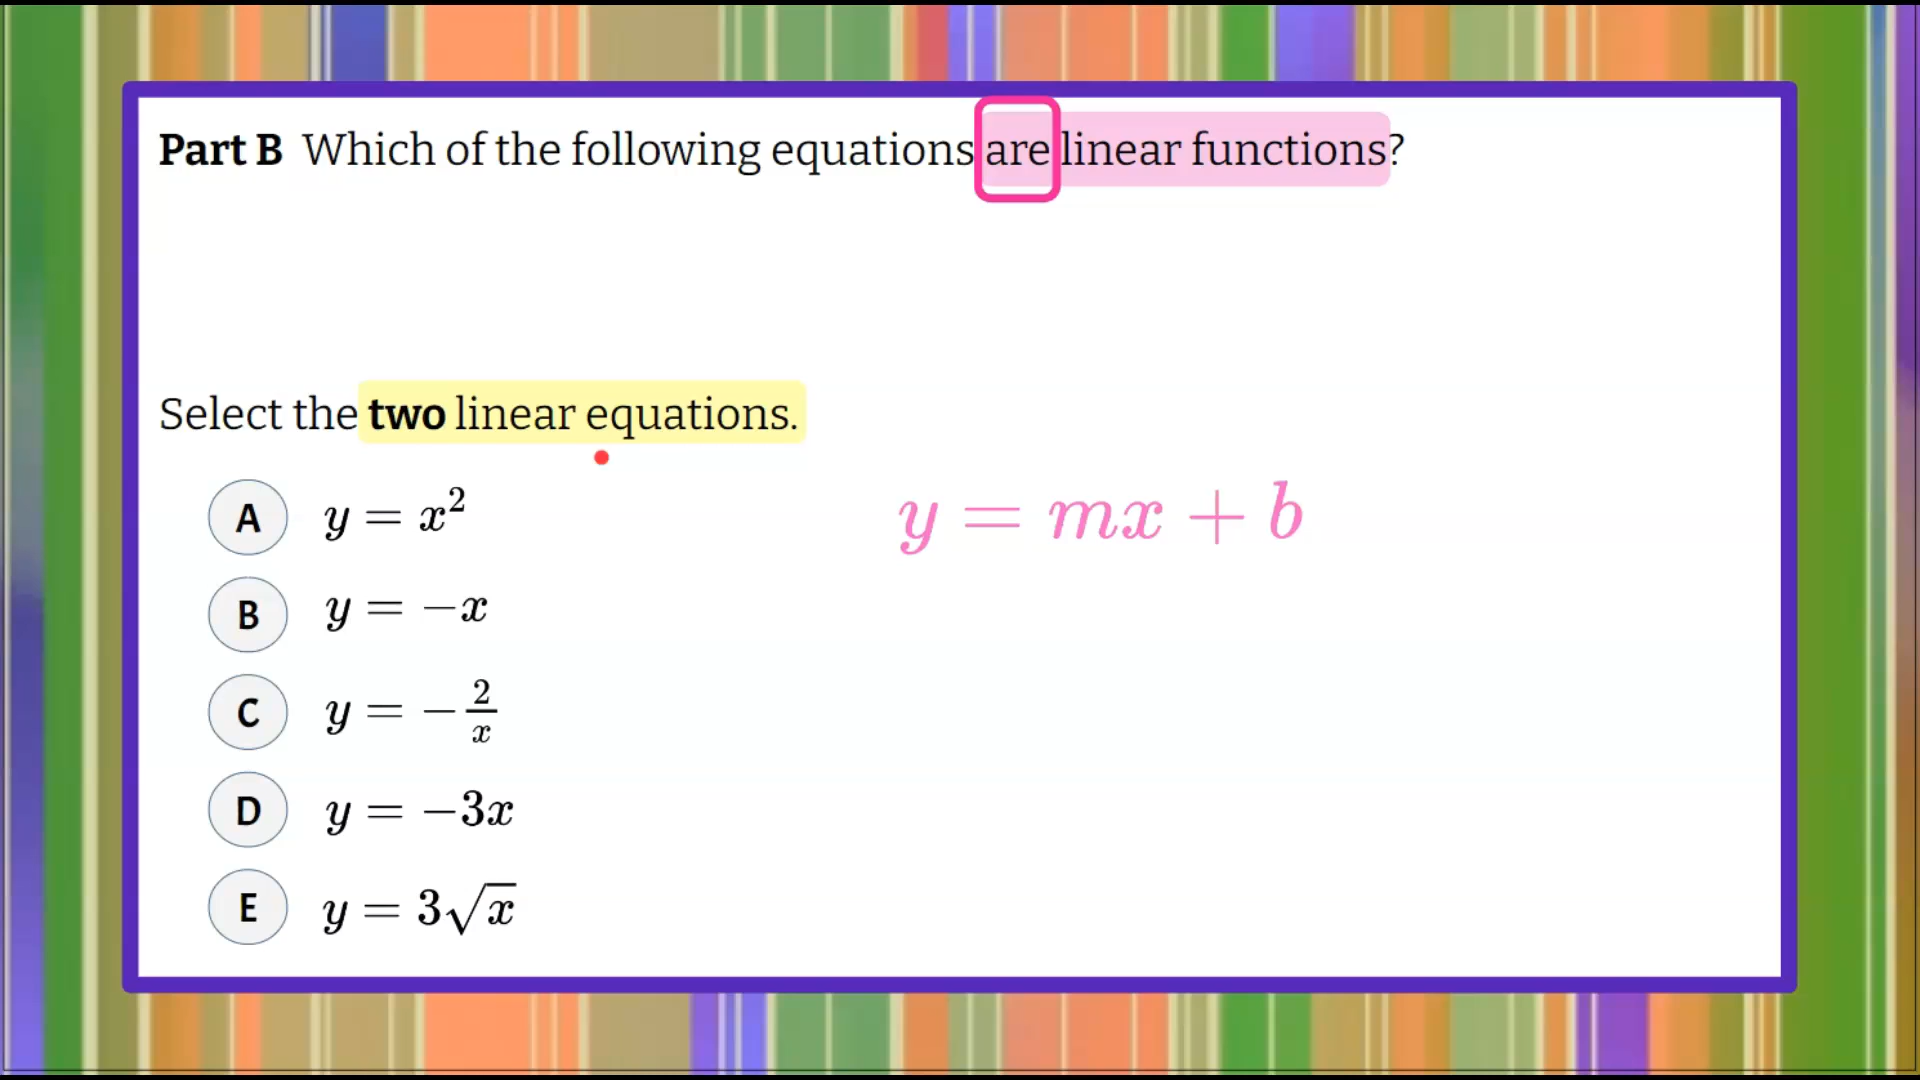 Part B Which of the following equations are linear functions?
Select the two linear equations.
A y = x²
y = mx + b
B y = −x
C y = −2/x
D y = −3x
E y = 3√x